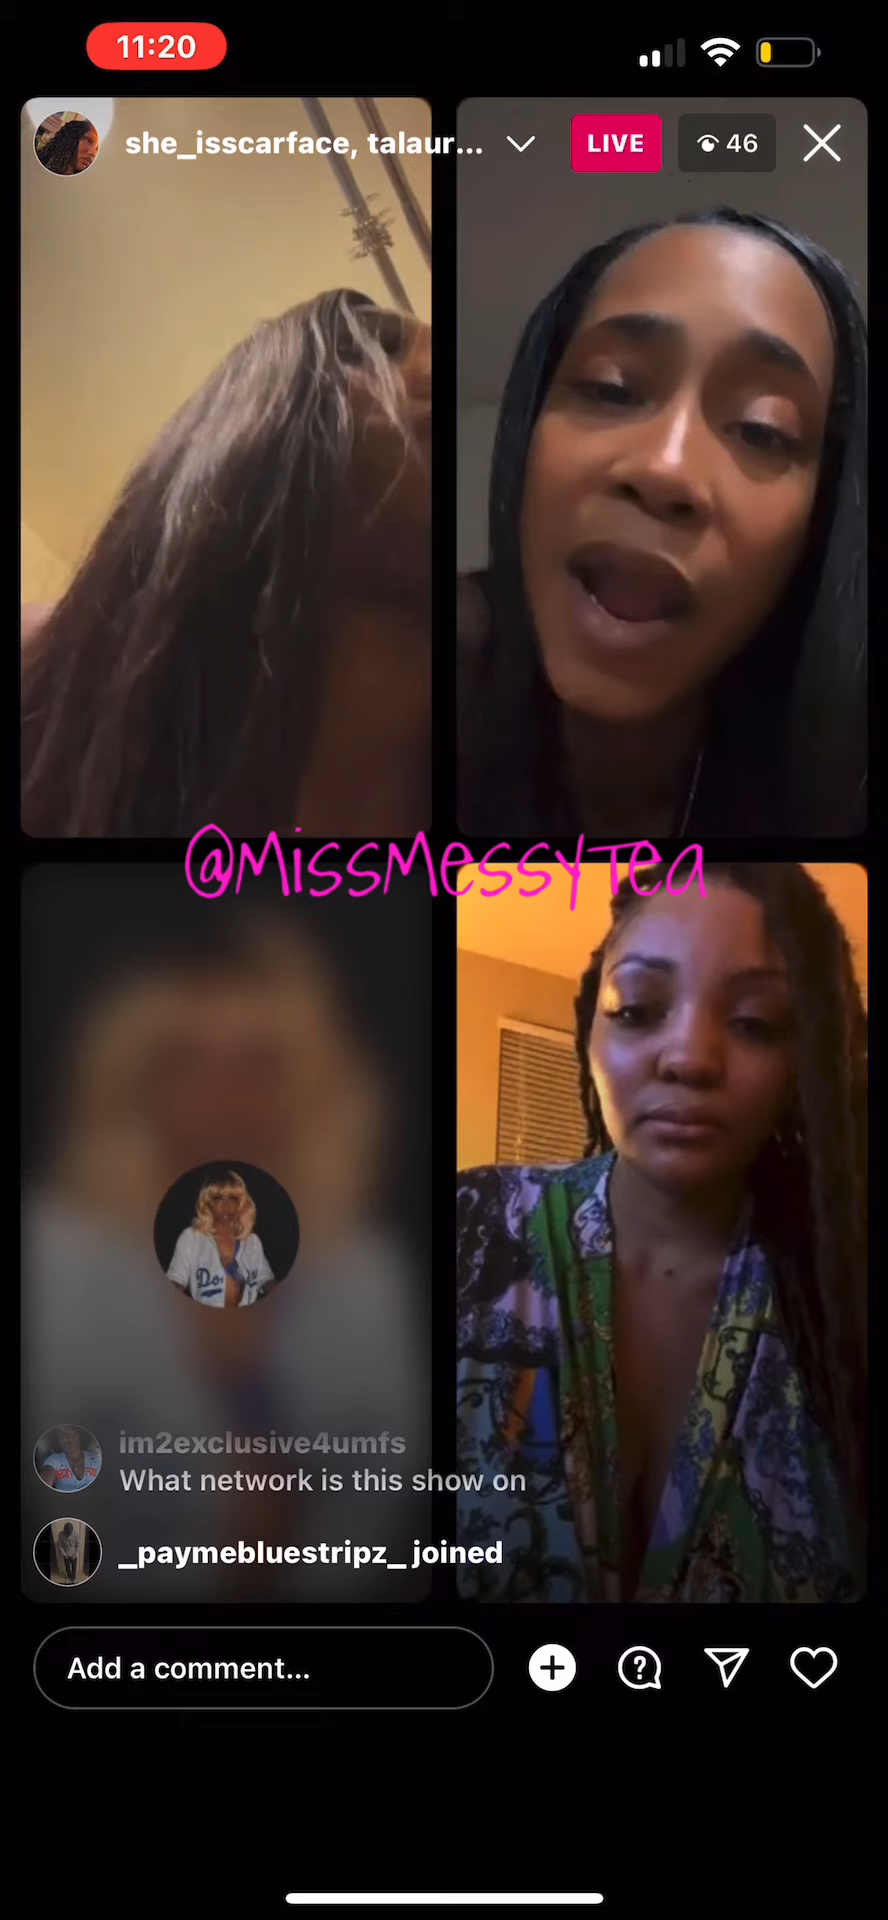 11:20
she_isscarface, talaur...
LIVE
46
@MissMessyTea
im2exclusive4umfs
What network is this show on
_paymebluestripz_ joined
Add a comment...